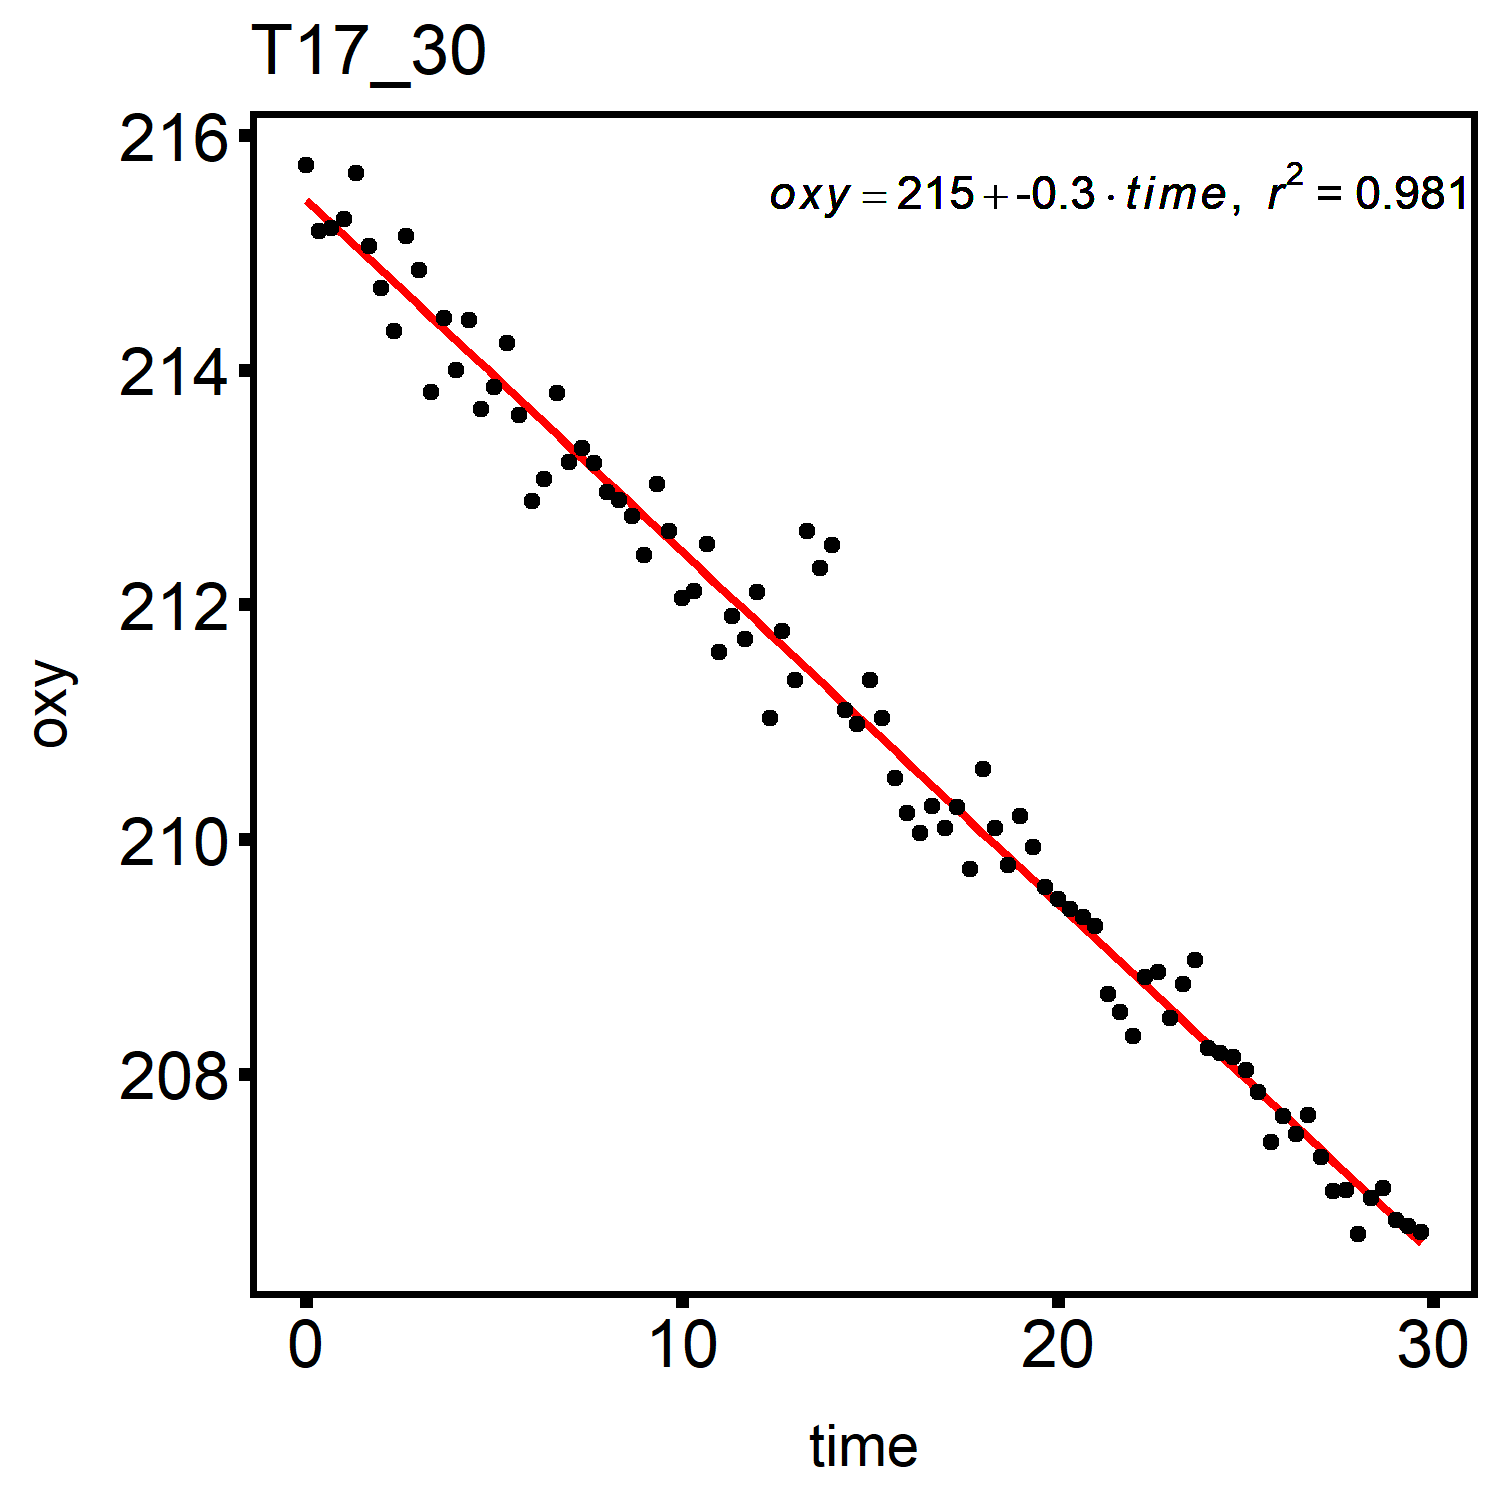 T17_30
216
oxy = 215 + -0.3 · time, r² = 0.981
214
212
210
208
oxy
0 10 20 30
time